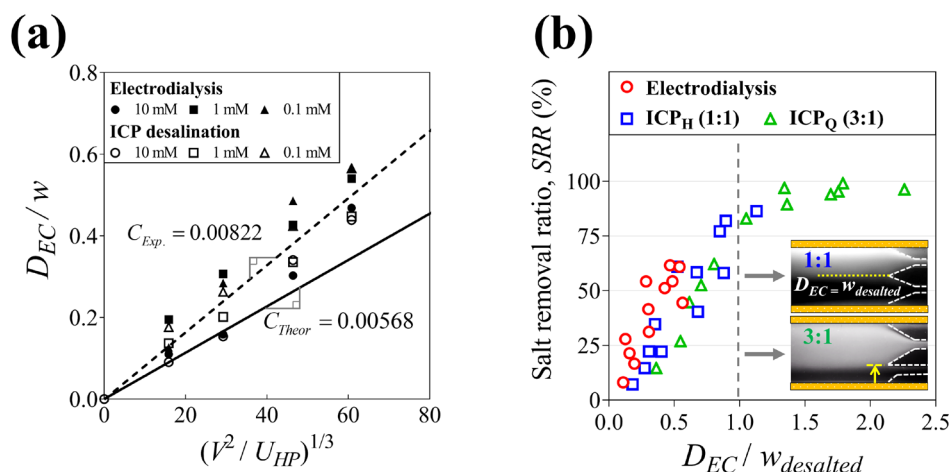 (a)
0.8
0.6
0.4
0.2
0.0
D_EC / w
Electrodialysis
10 mM 1 mM 0.1 mM
ICP desalination
10 mM 1 mM 0.1 mM
C_Exp. = 0.00822
C_Theor = 0.00568
0 20 40 60 80
(V^2 / U_HP)^1/3
(b)
Salt removal ratio, SRR (%)
100
75
50
25
0
Electrodialysis
ICP_H (1:1) ICP_Q (3:1)
1:1
D_EC = w_desalted
3:1
0.0 0.5 1.0 1.5 2.0 2.5
D_EC / w_desalted